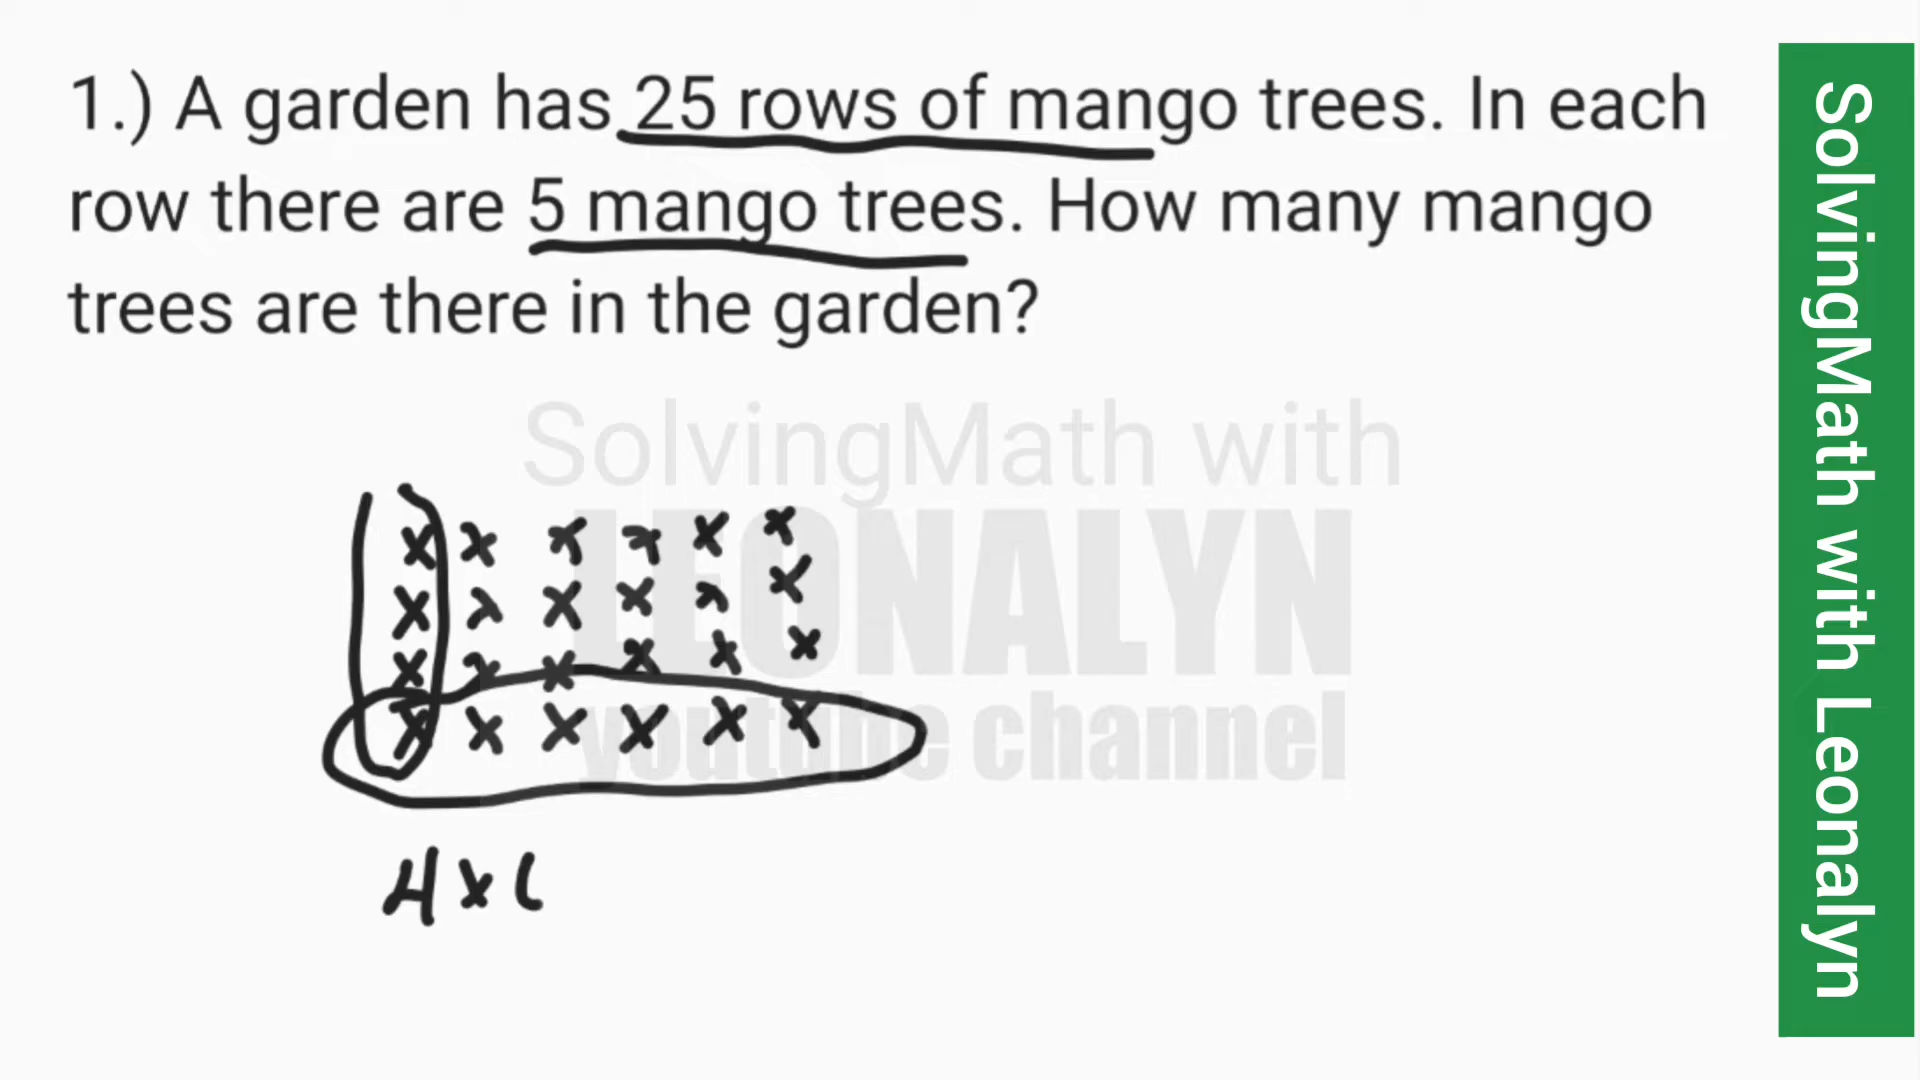 1.) A garden has 25 rows of mango trees. In each
row there are 5 mango trees. How many mango
trees are there in the garden?
SolvingMath with
LEONALYN
youtube channel
x x x x x x
x x x x x x
x x x x x x
x x x x x x
4 x
SolvingMath with Leonalyn